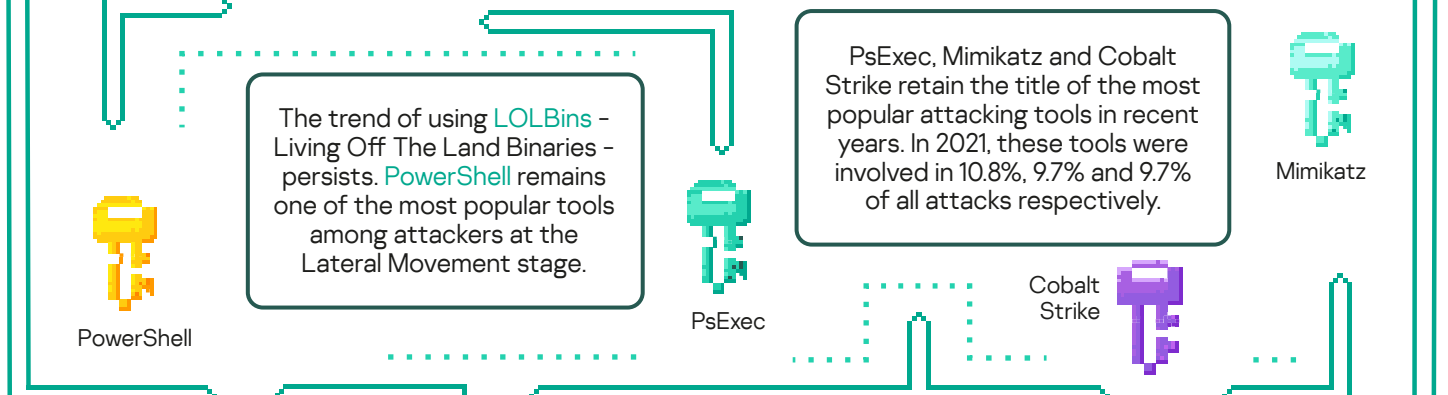 The trend of using LOLBins –
Living Off The Land Binaries –
persists. PowerShell remains
one of the most popular tools
among attackers at the
Lateral Movement stage.
PowerShell
PsExec
PsExec, Mimikatz and Cobalt
Strike retain the title of the most
popular attacking tools in recent
years. In 2021, these tools were
involved in 10.8%, 9.7% and 9.7%
of all attacks respectively.
Cobalt
Strike
Mimikatz